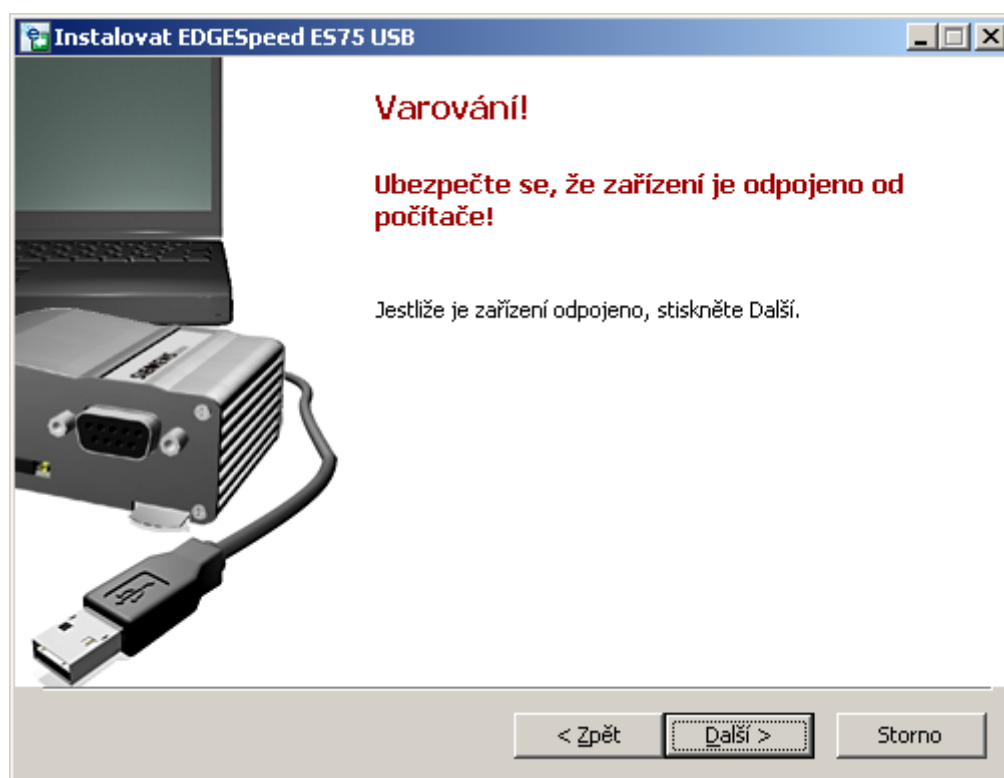 Instalovat EDGESpeed ES75 USB
Varování!
Ubezpečte se, že zařízení je odpojeno od
počítače!
Jestliže je zařízení odpojeno, stiskněte Další.
SIEMENS
< Zpět
Další >
Storno